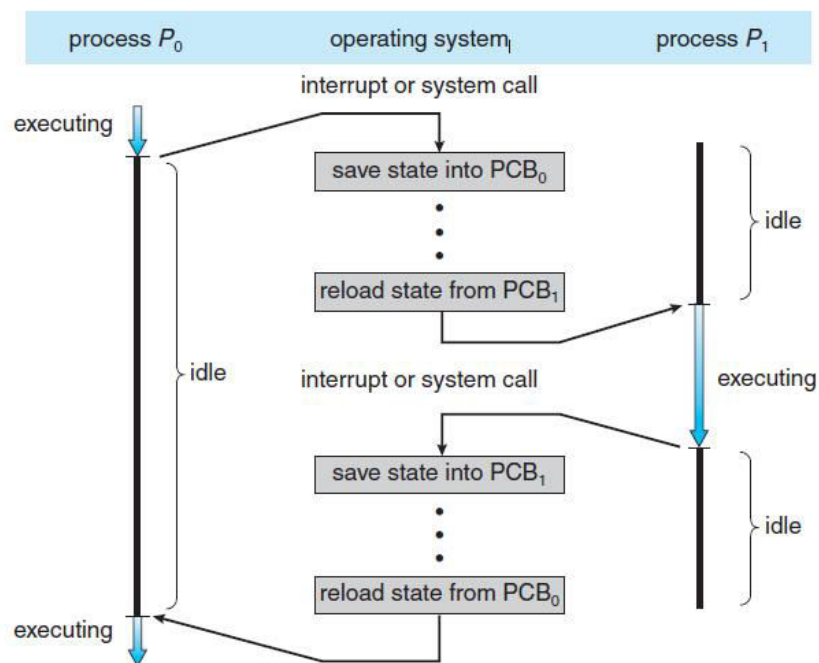 process P₀ operating system process P₁
interrupt or system call
executing
save state into PCB₀
idle
reload state from PCB₁
idle
interrupt or system call
executing
save state into PCB₁
idle
reload state from PCB₀
executing